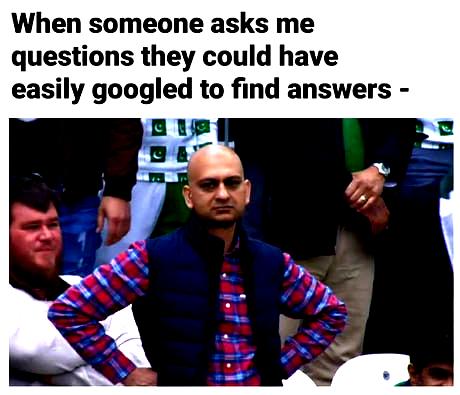 When someone asks me
questions they could have
easily googled to find answers -